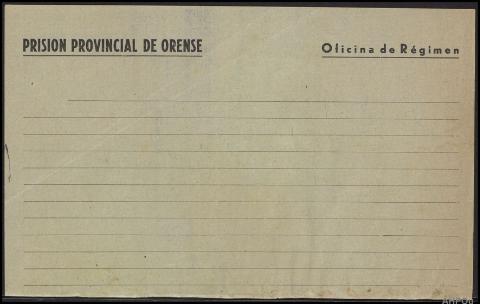 PRISION PROVINCIAL DE ORENSE
Oficina de Régimen